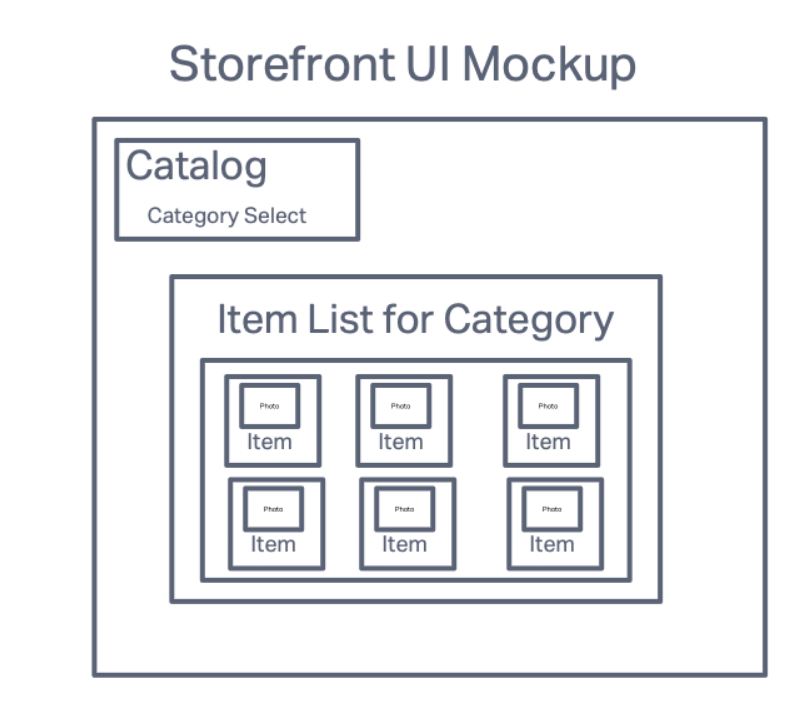 Storefront UI Mockup
Catalog
Category Select
Item List for Category
Photo
Photo
Photo
Item
Item
Item
Photo
Photo
Photo
Item
Item
Item